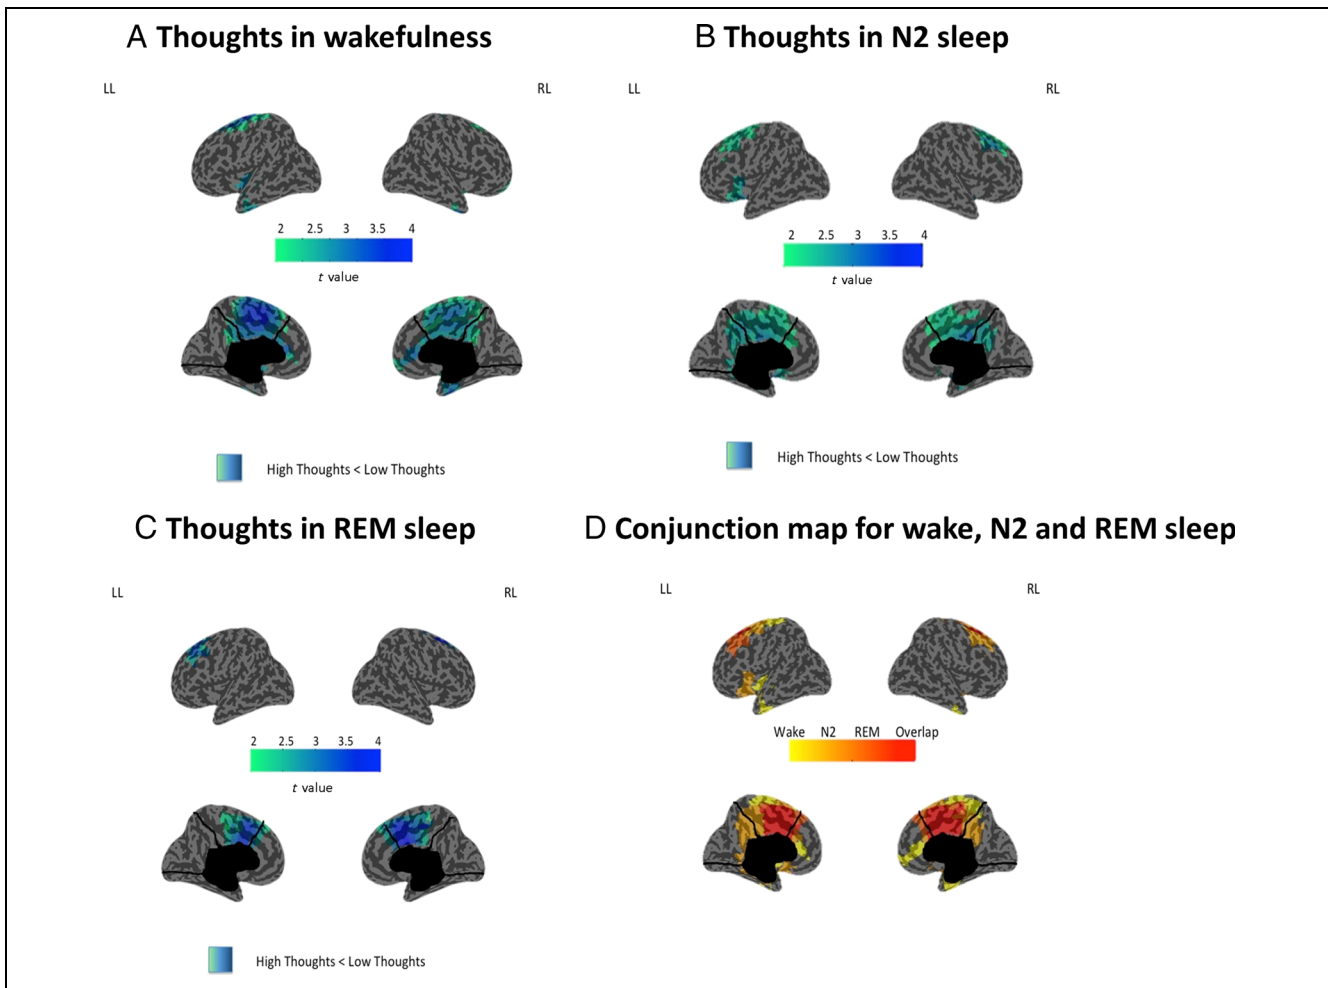 A Thoughts in wakefulness
LL
RL
2 2.5 3 3.5 4
t value
High Thoughts < Low Thoughts
B Thoughts in N2 sleep
LL
RL
2 2.5 3 3.5 4
t value
High Thoughts < Low Thoughts
C Thoughts in REM sleep
LL
RL
2 2.5 3 3.5 4
t value
High Thoughts < Low Thoughts
D Conjunction map for wake, N2 and REM sleep
LL
RL
Wake N2 REM Overlap